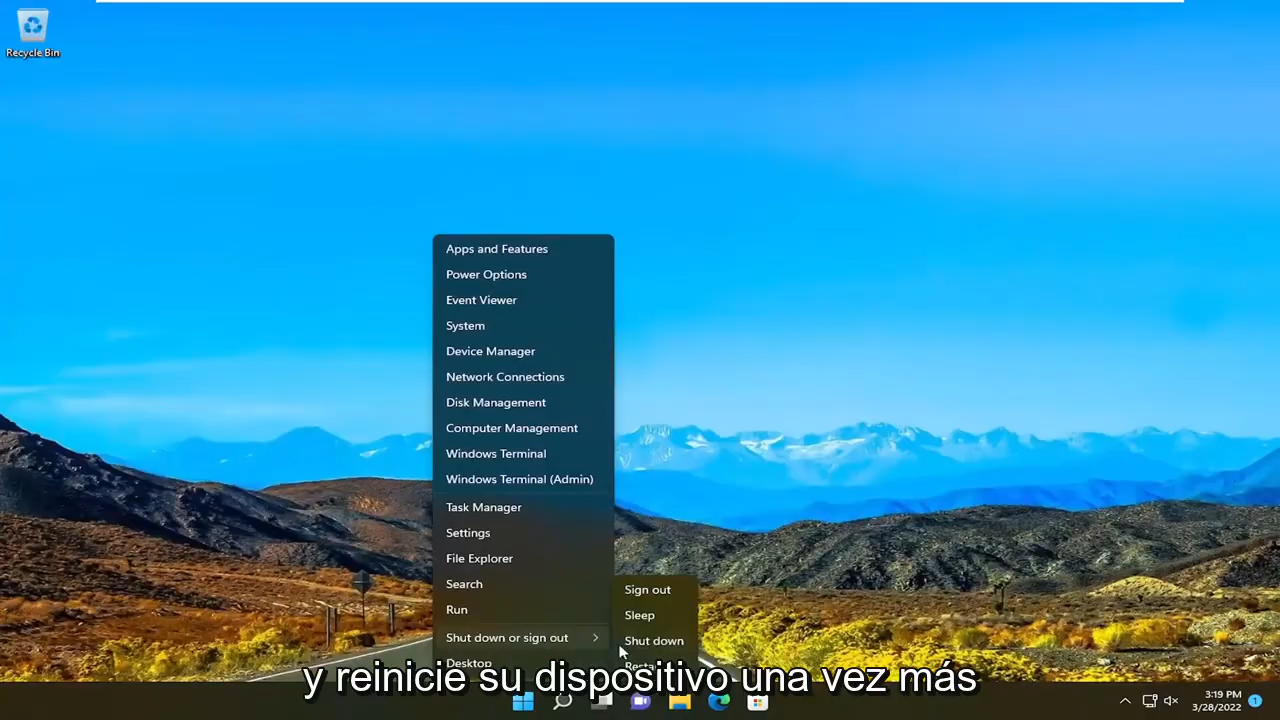 Recycle Bin
Apps and Features
Power Options
Event Viewer
System
Device Manager
Network Connections
Disk Management
Computer Management
Windows Terminal
Windows Terminal (Admin)
Task Manager
Settings
File Explorer
Search
Run
Shut down or sign out
Desktop
Sign out
Sleep
Shut down
y reinicie su dispositivo una vez más
3:19 PM
3/28/2022
1